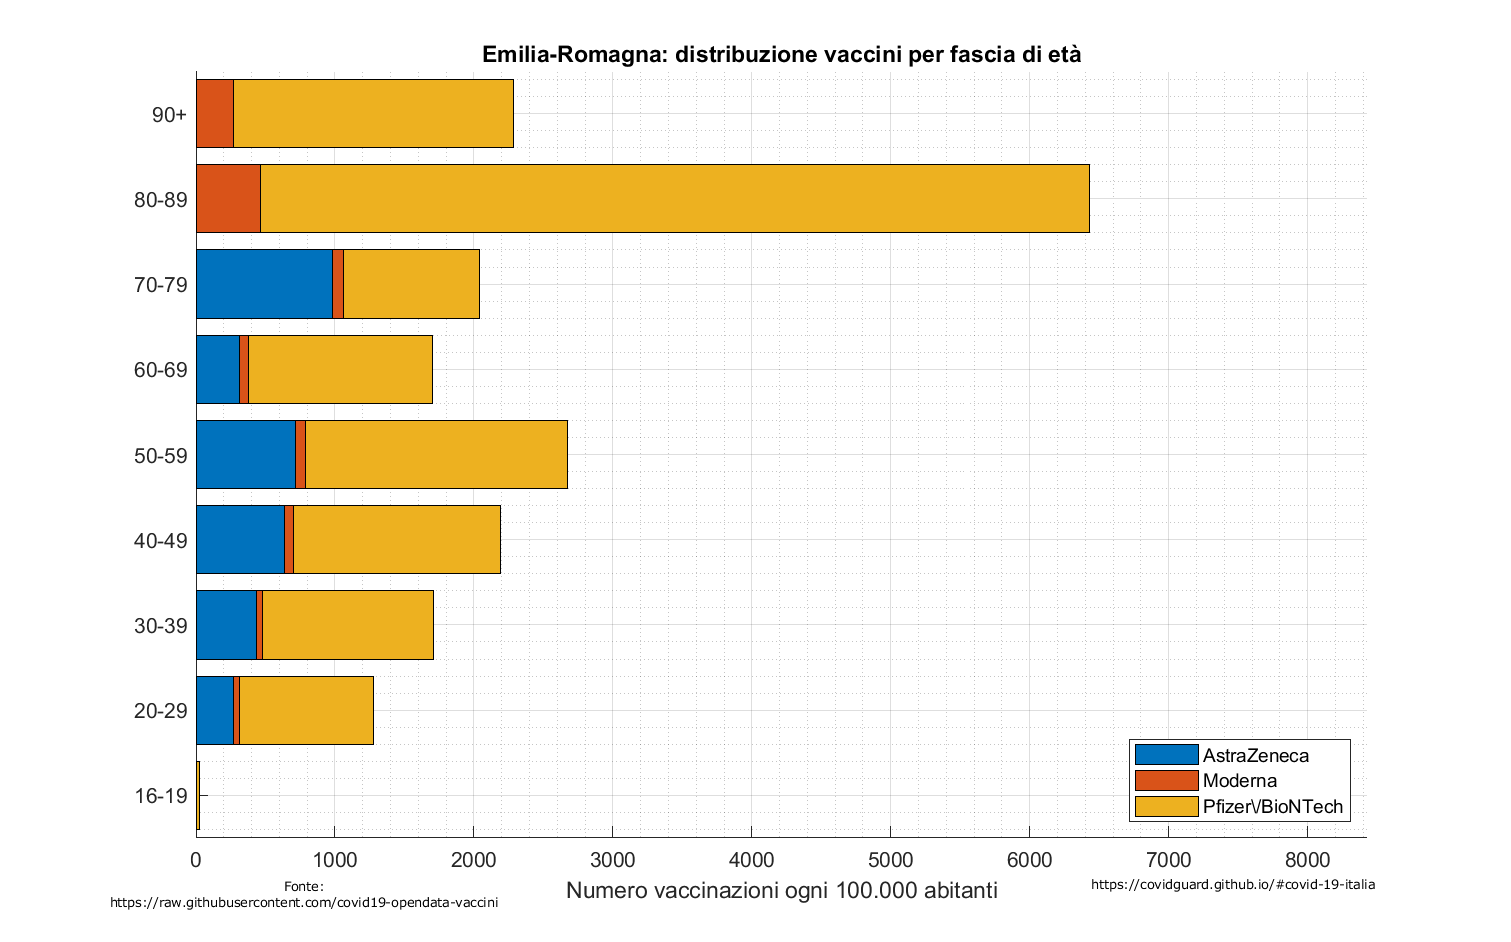 Emilia-Romagna: distribuzione vaccini per fascia di età
90+
80-89
70-79
60-69
50-59
40-49
30-39
20-29
16-19
AstraZeneca
Moderna
Pfizer\/BioNTech
0 1000 2000 3000 4000 5000 6000 7000 8000
Numero vaccinazioni ogni 100.000 abitanti
Fonte:
https://raw.githubusercontent.com/covid19-opendata-vaccini
https://covidguard.github.io/#covid-19-italia